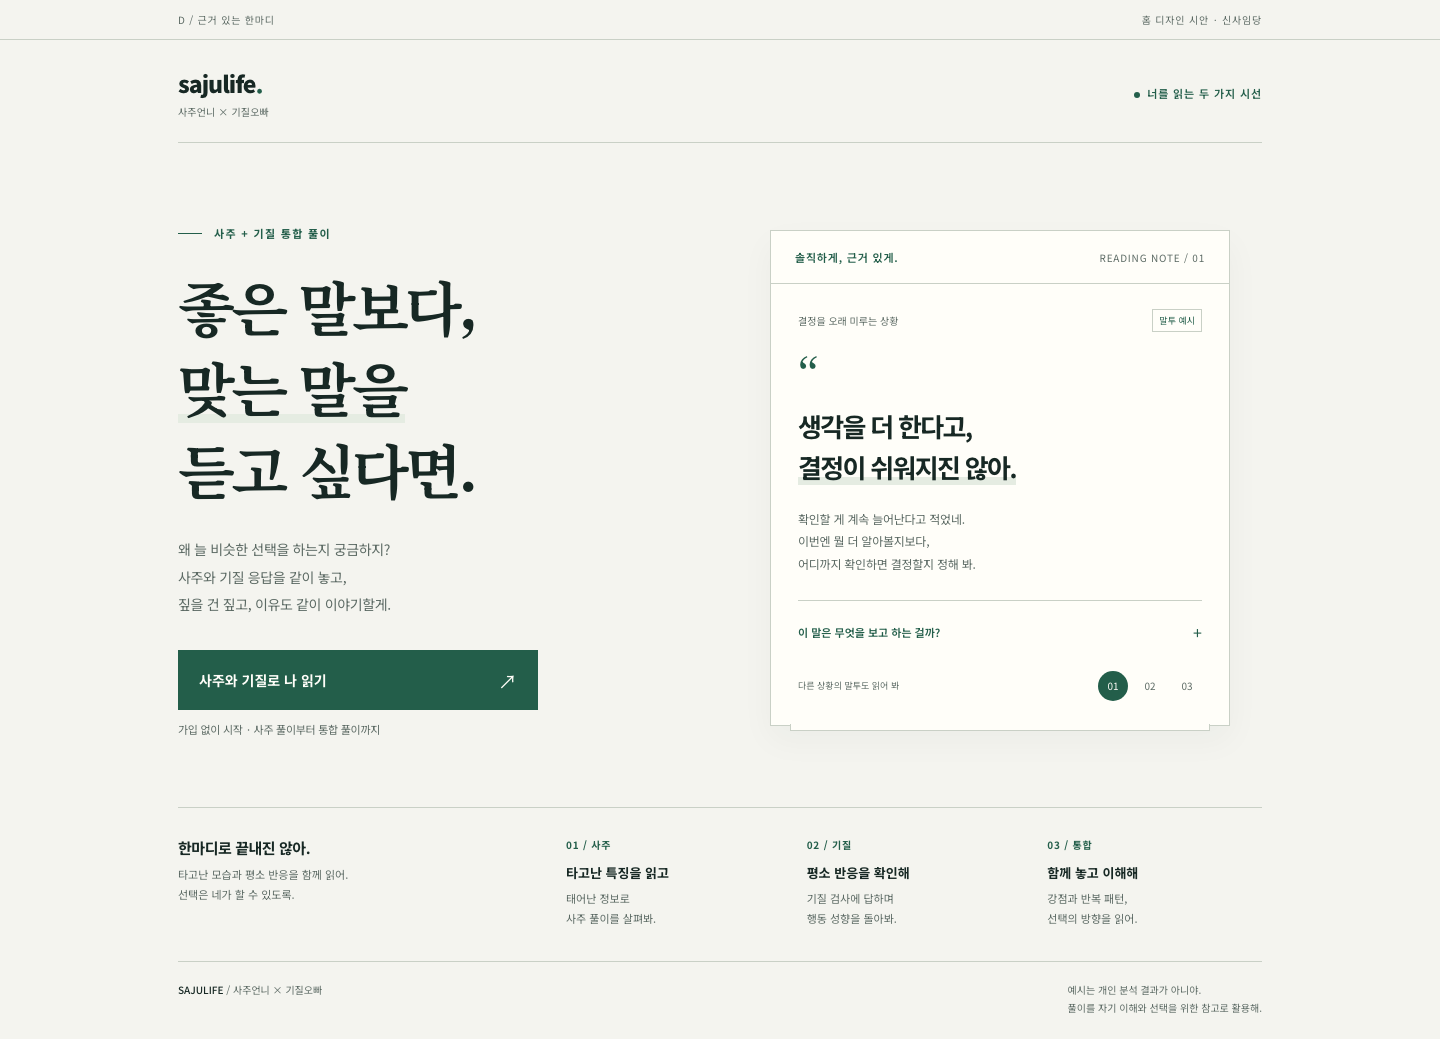 D / 근거 있는 한마디
홈 디자인 시안 · 신사임당
sajulife.
사주언니 × 기질오빠
너를 읽는 두 가지 시선
사주 + 기질 통합 풀이
좋은 말보다,
맞는 말을
듣고 싶다면.
왜 늘 비슷한 선택을 하는지 궁금하지?
사주와 기질 응답을 같이 놓고,
짚을 건 짚고, 이유도 같이 이야기할게.
사주와 기질로 나 읽기 ↗
가입 없이 시작 · 사주 풀이부터 통합 풀이까지
솔직하게, 근거 있게.
READING NOTE / 01
결정을 오래 미루는 상황
말투 예시
“
생각을 더 한다고,
결정이 쉬워지진 않아.
확인할 게 계속 늘어난다고 적었네.
이번엔 뭘 더 알아볼지보다,
어디까지 확인하면 결정할지 정해 봐.
이 말은 무엇을 보고 하는 걸까? +
다른 상황의 말투도 읽어 봐
01 02 03
한마디로 끝내진 않아.
타고난 모습과 평소 반응을 함께 읽어.
선택은 네가 할 수 있도록.
01 / 사주
타고난 특징을 읽고
태어난 정보로
사주 풀이를 살펴봐.
02 / 기질
평소 반응을 확인해
기질 검사에 답하며
행동 성향을 돌아봐.
03 / 통합
함께 놓고 이해해
강점과 반복 패턴,
선택의 방향을 읽어.
SAJULIFE / 사주언니 × 기질오빠
예시는 개인 분석 결과가 아니야.
풀이를 자기 이해와 선택을 위한 참고로 활용해.